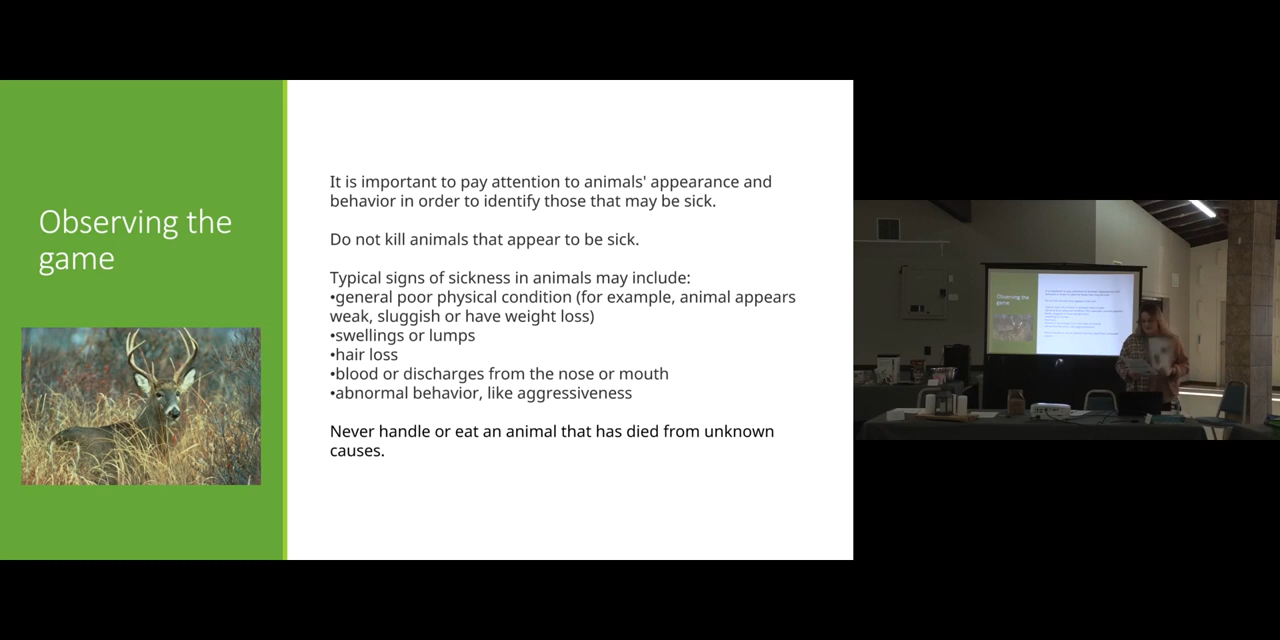 Observing the
game
It is important to pay attention to animals' appearance and
behavior in order to identify those that may be sick.
Do not kill animals that appear to be sick.
Typical signs of sickness in animals may include:
•general poor physical condition (for example, animal appears
weak, sluggish or have weight loss)
•swellings or lumps
•hair loss
•blood or discharges from the nose or mouth
•abnormal behavior, like aggressiveness
Never handle or eat an animal that has died from unknown
causes.
Observing the
game